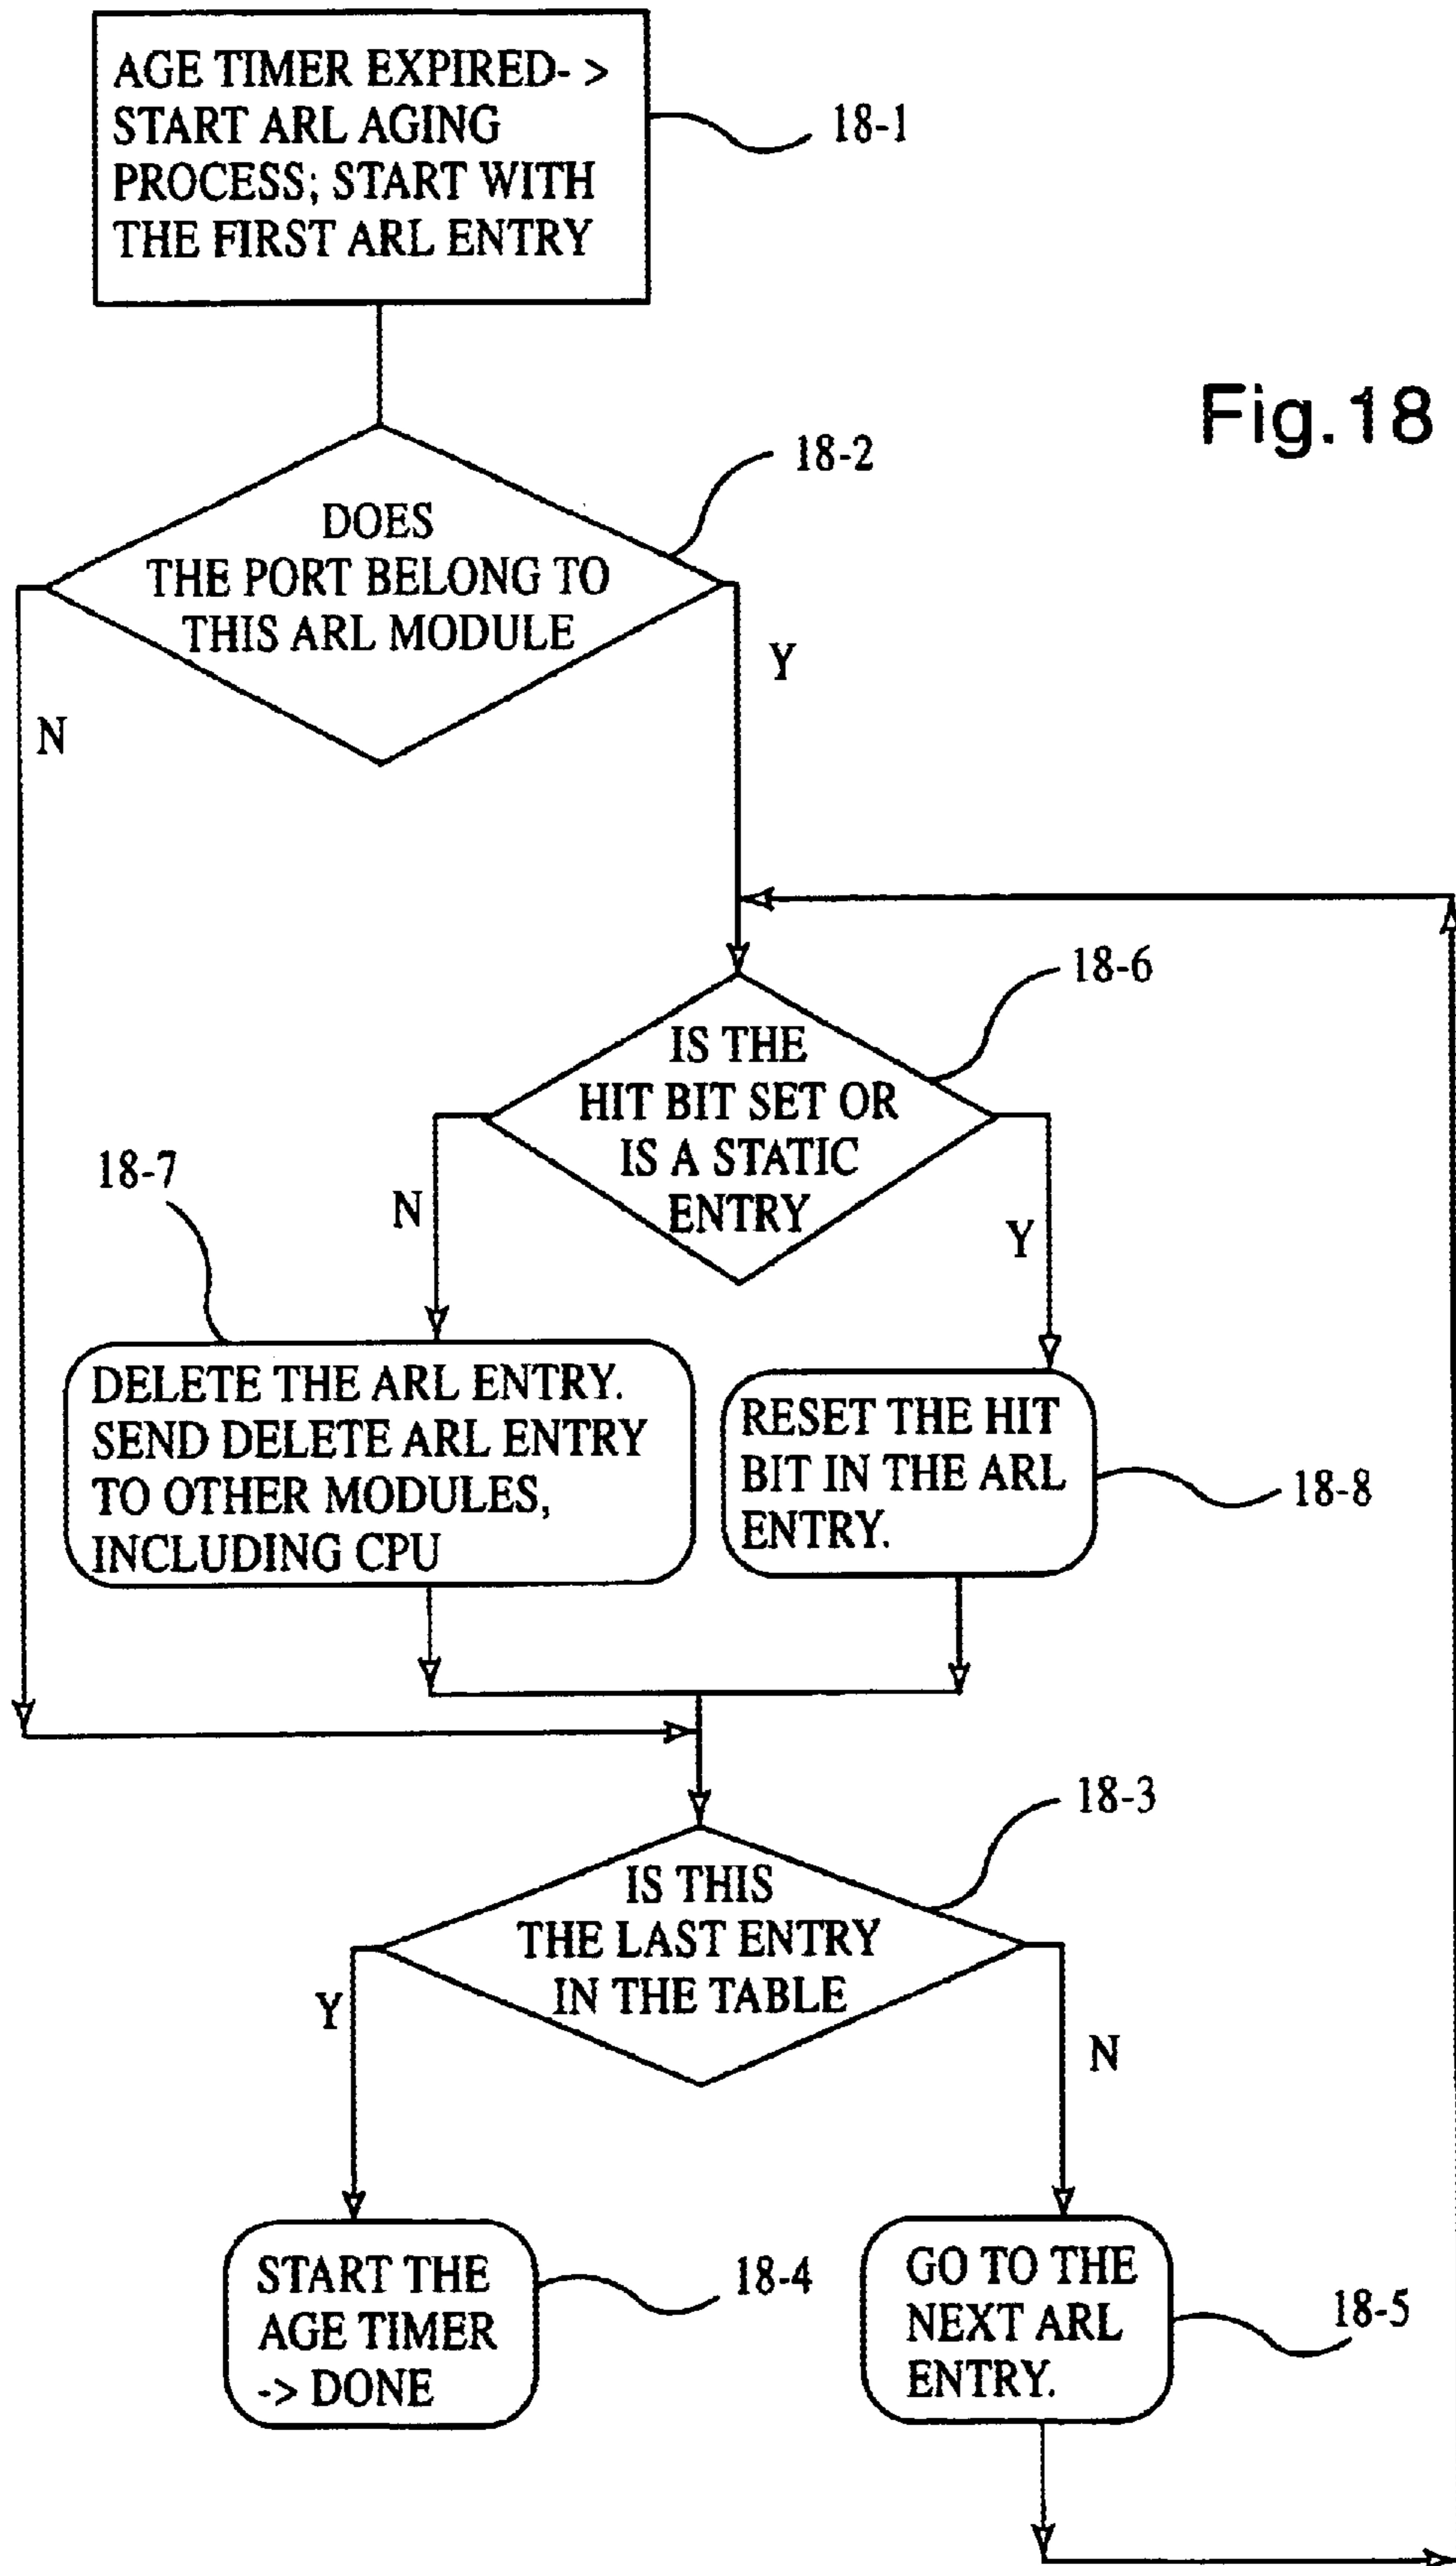 AGE TIMER EXPIRED- >
START ARL AGING
PROCESS; START WITH
THE FIRST ARL ENTRY
18-1
Fig.18
18-2
DOES
THE PORT BELONG TO
THIS ARL MODULE
Y
N
18-6
IS THE
HIT BIT SET OR
IS A STATIC
ENTRY
18-7
N
Y
DELETE THE ARL ENTRY.
SEND DELETE ARL ENTRY
TO OTHER MODULES,
INCLUDING CPU
RESET THE HIT
BIT IN THE ARL
ENTRY.
18-8
18-3
IS THIS
THE LAST ENTRY
IN THE TABLE
Y
N
START THE
AGE TIMER
-> DONE
18-4
GO TO THE
NEXT ARL
ENTRY.
18-5